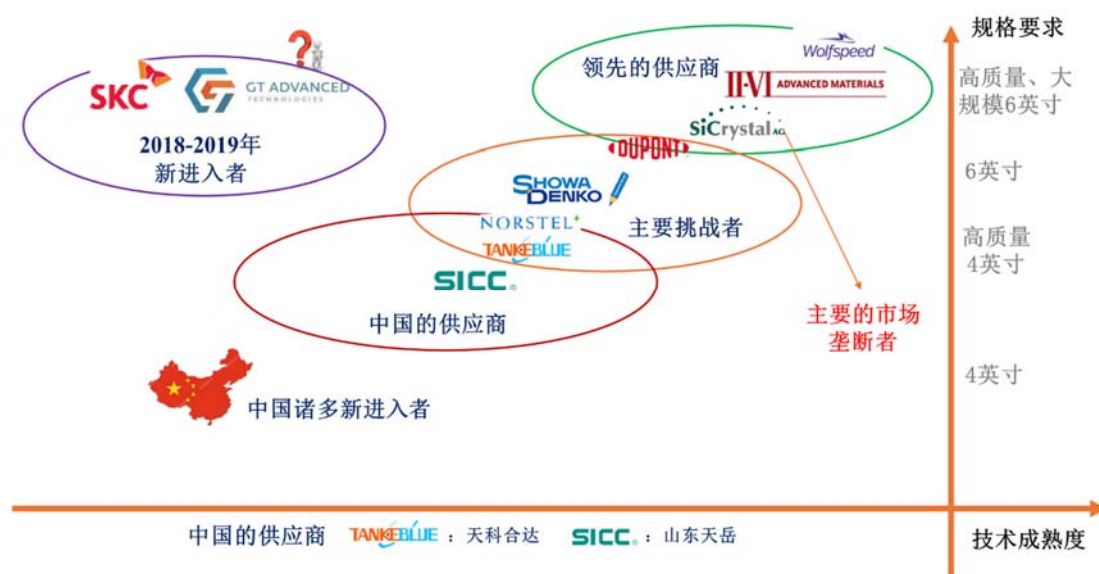 规格要求
Wolfspeed
领先的供应商
II-VI ADVANCED MATERIALS
高质量、大
规模6英寸
SKC
GT ADVANCED
TECHNOLOGIES
SiCrystal AG
2018-2019年
新进入者
DUPONT
6英寸
SHOWA
DENKO
NORSTEL
主要挑战者
高质量
4英寸
TANKEBLUE
SICC
主要的市场
垄断者
中国的供应商
4英寸
中国诸多新进入者
中国的供应商 TANKEBLUE ：天科合达 SICC ：山东天岳
技术成熟度